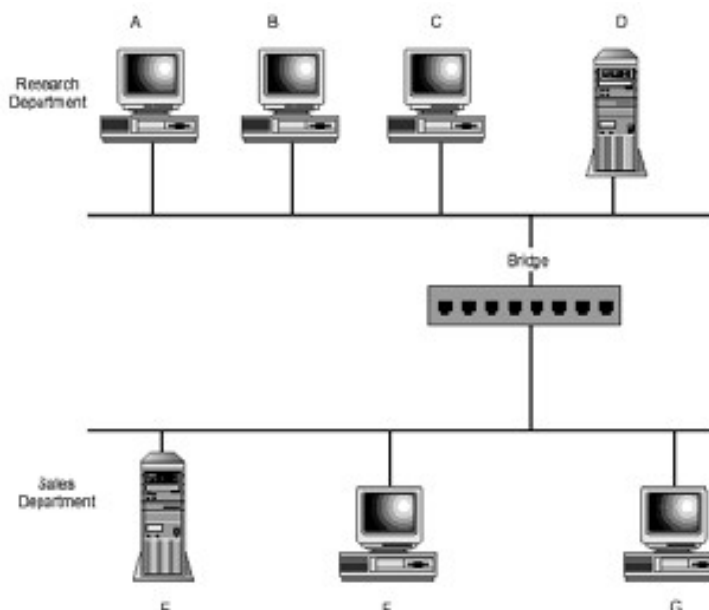 A B C D
Research
Department
Bridge
Sales
Department
F G